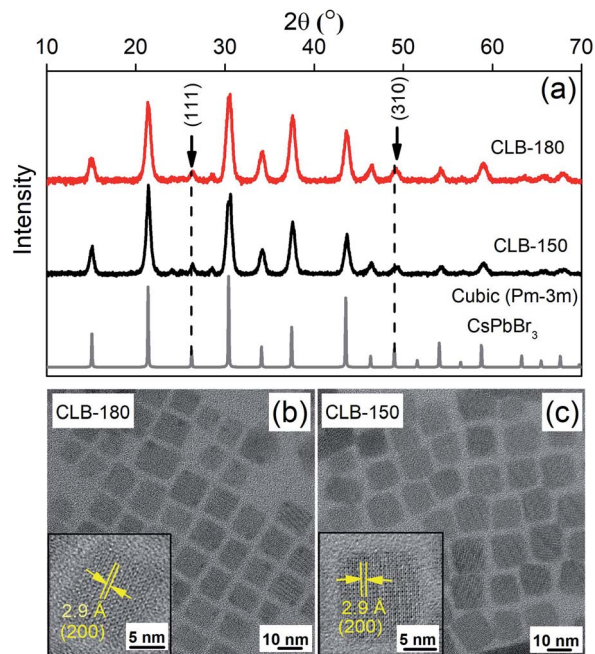 2θ (°)
10 20 30 40 50 60 70
(a)
(111)
(310)
CLB-180
CLB-150
Cubic (Pm-3m)
CsPbBr₃
Intensity
CLB-180
(b)
2.9 Å
(200)
5 nm
10 nm
CLB-150
(c)
2.9 Å
(200)
5 nm
10 nm